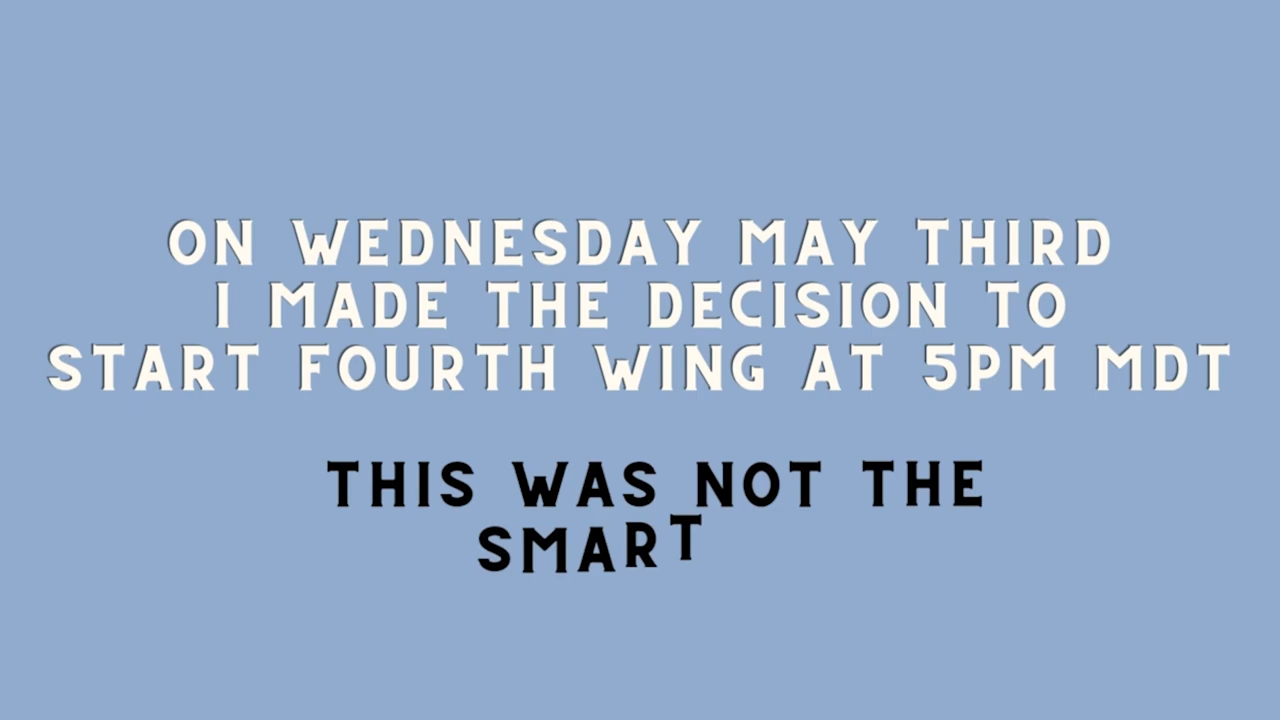 ON WEDNESDAY MAY THIRD
I MADE THE DECISION TO
START FOURTH WING AT 5PM MDT
THIS WAS NOT THE
SMART